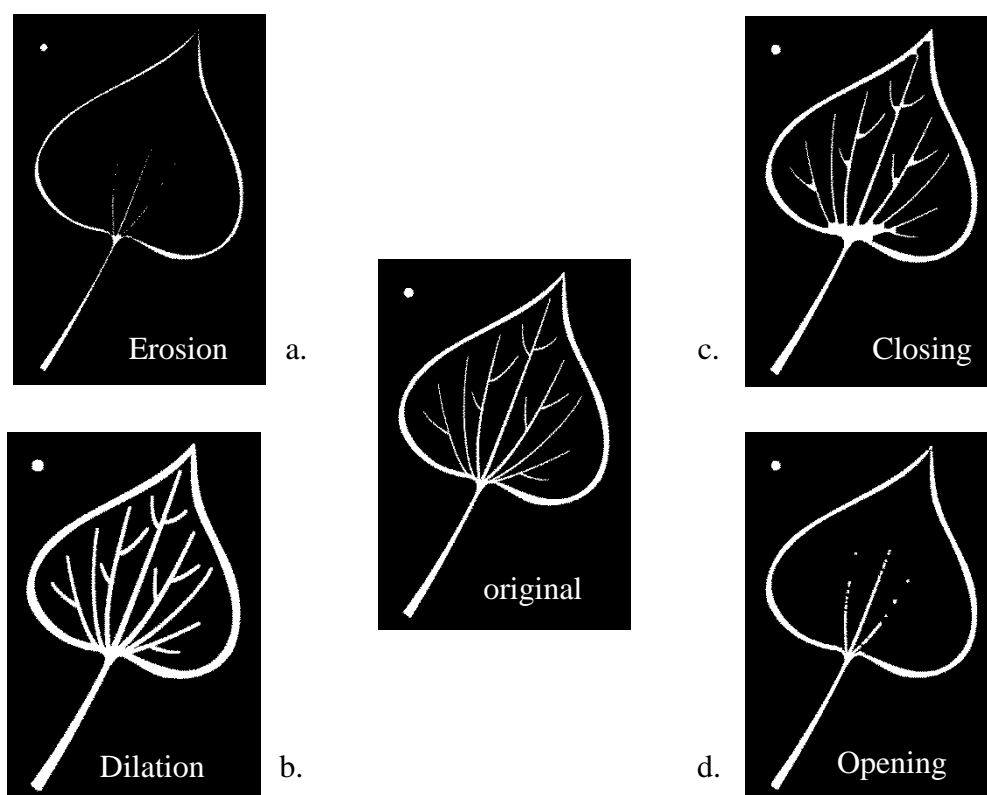 Erosion
a.
c.
Closing
original
Dilation
b.
d.
Opening